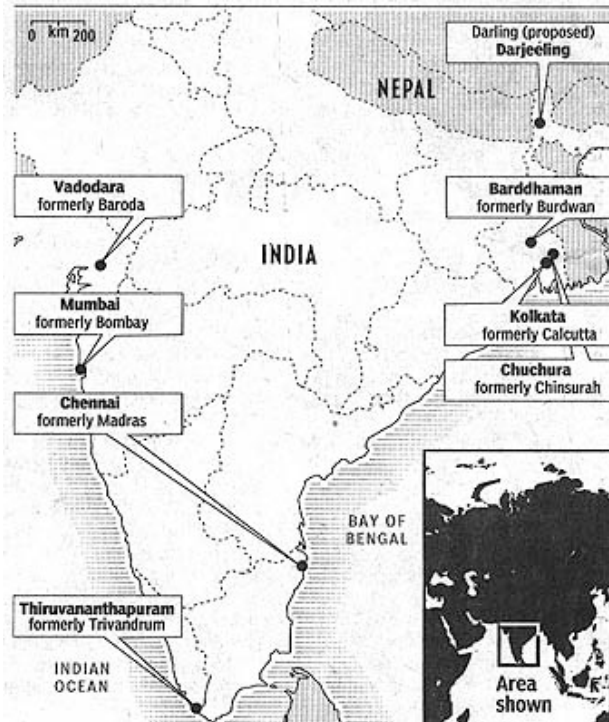 0 km 200
Darling (proposed)
Darjeeling
NEPAL
Vadodara
formerly Baroda
Barddhaman
formerly Burdwan
INDIA
Mumbai
formerly Bombay
Kolkata
formerly Calcutta
Chennai
formerly Madras
Chuchura
formerly Chinsurah
BAY OF
BENGAL
Thiruvananthapuram
formerly Trivandrum
INDIAN
OCEAN
Area
shown